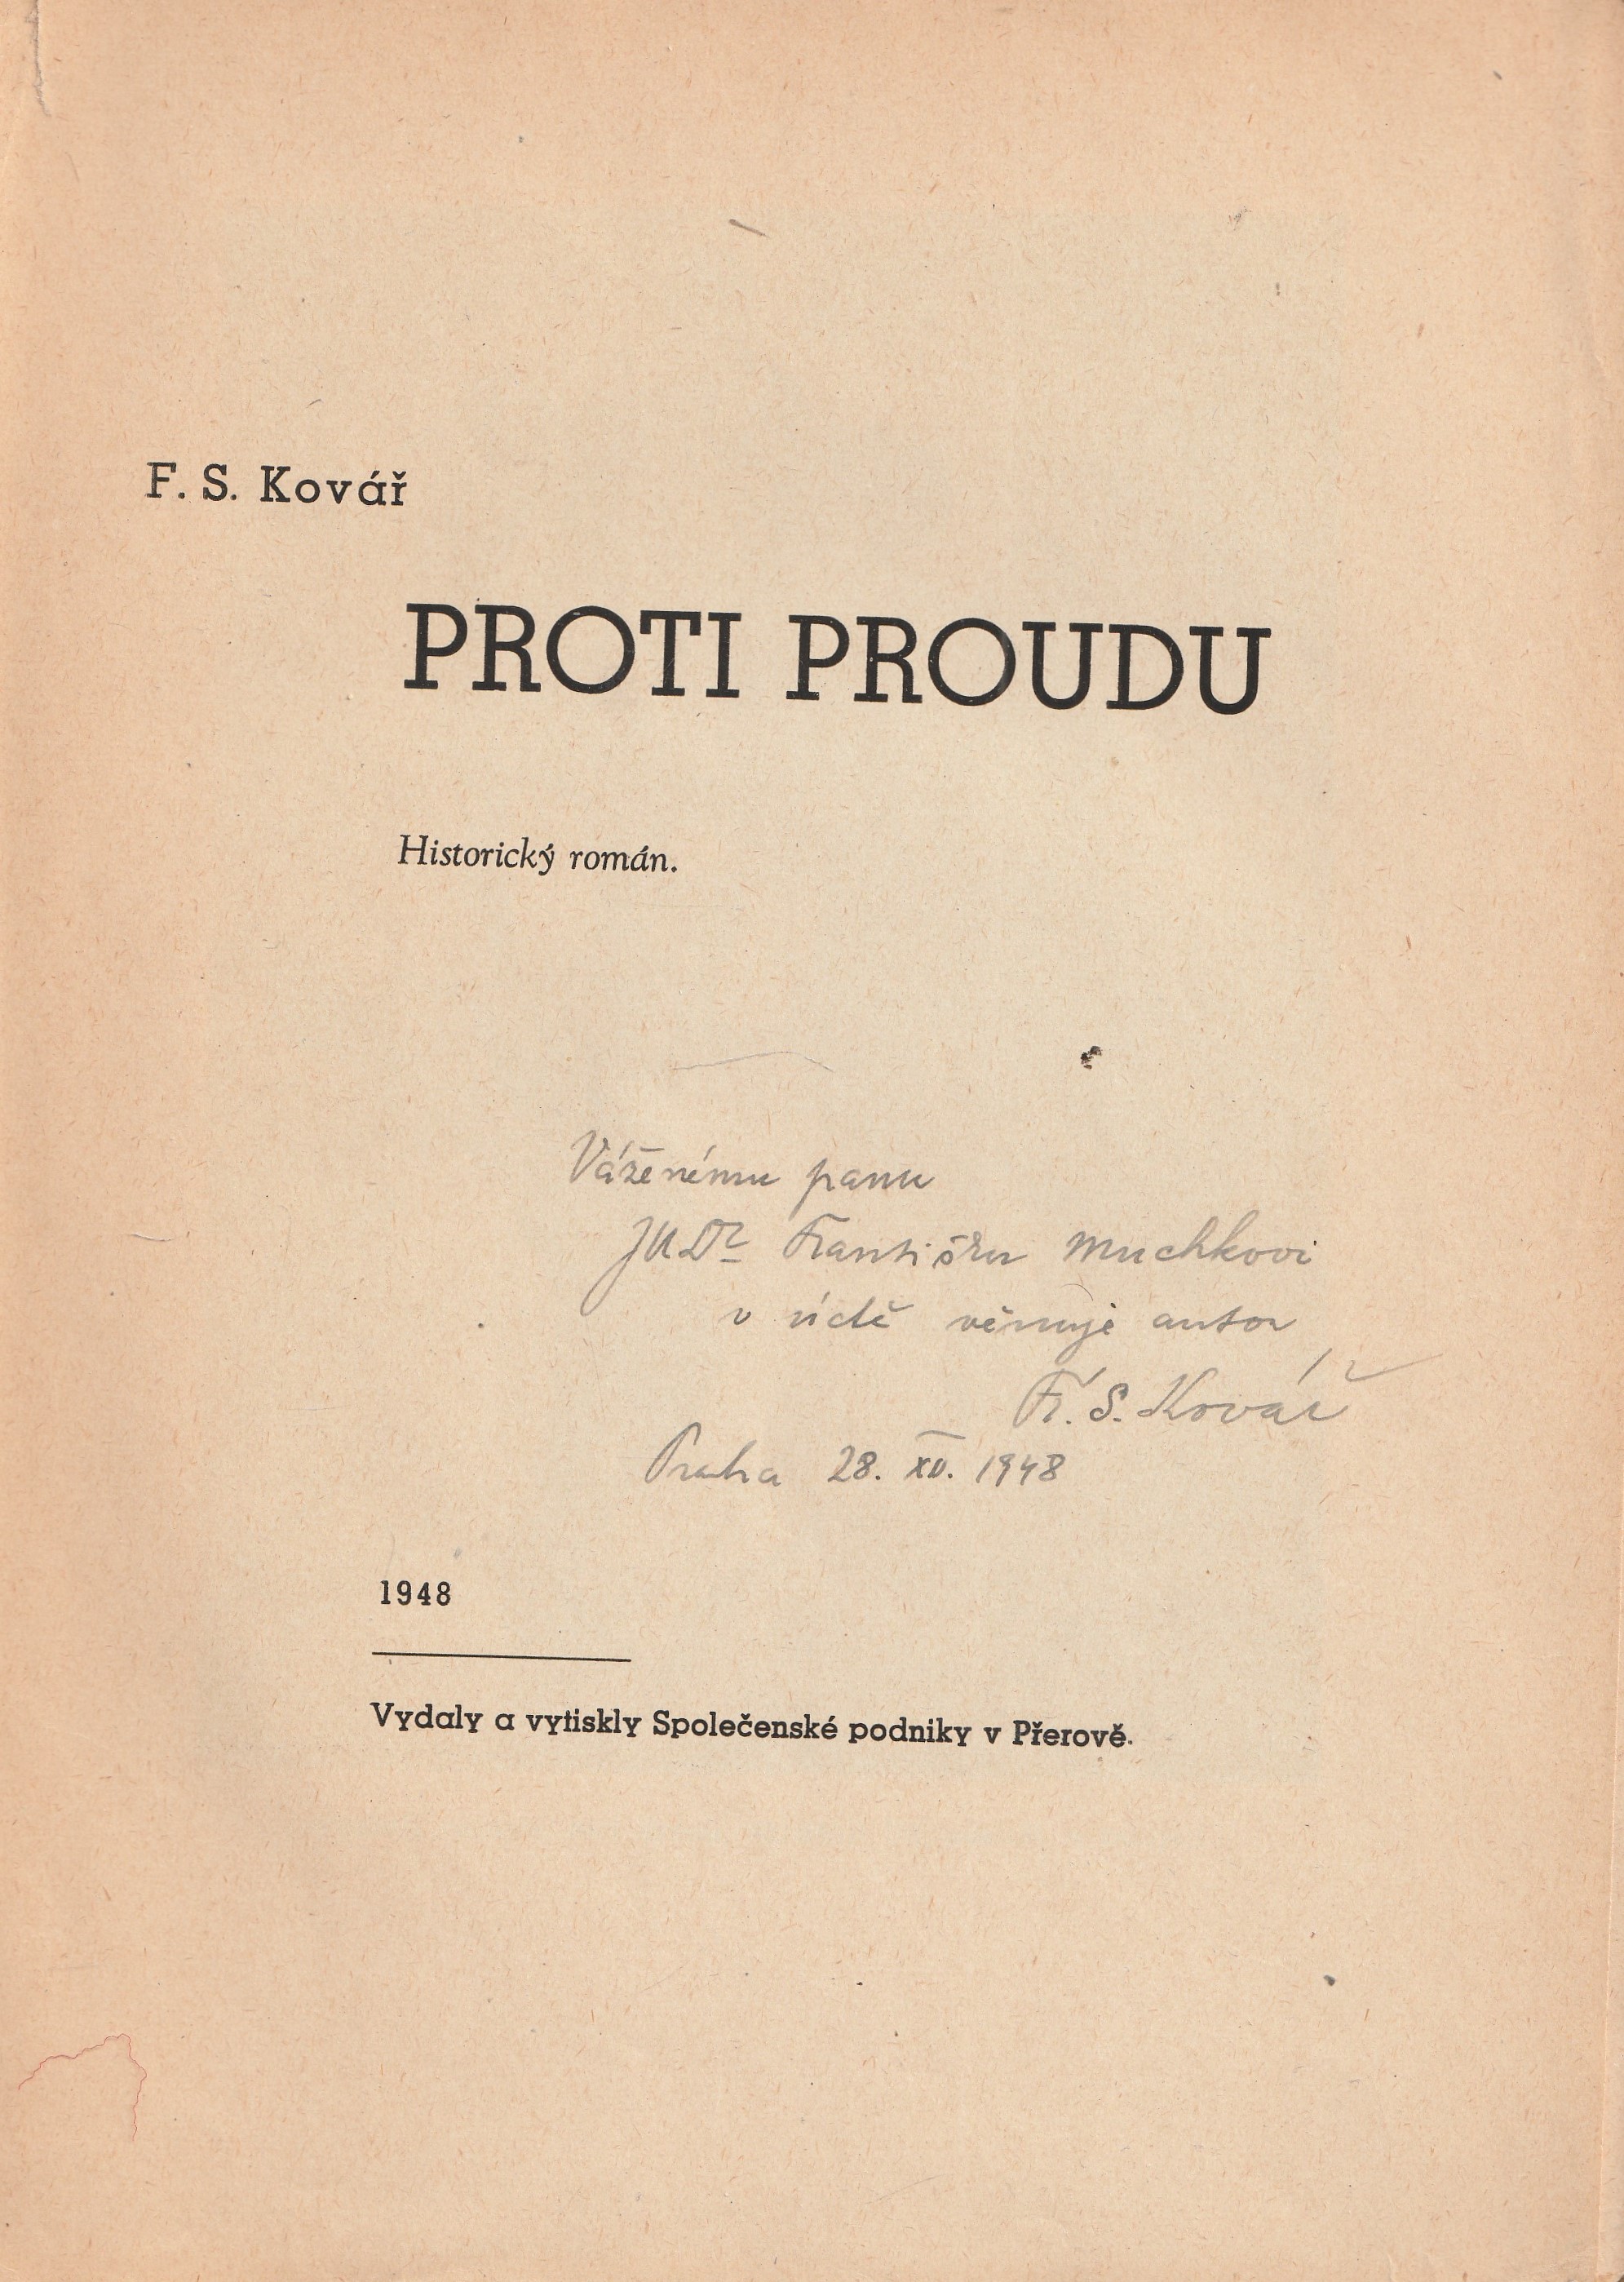 F. S. Kovář
PROTI PROUDU
Historický román.
Váženému panu
JUDr Františku Muchkovi
v úctě věnuje autor
Fr. S. Kovář
Praha 28. XII. 1948
1948
Vydaly a vytiskly Společenské podniky v Přerově.